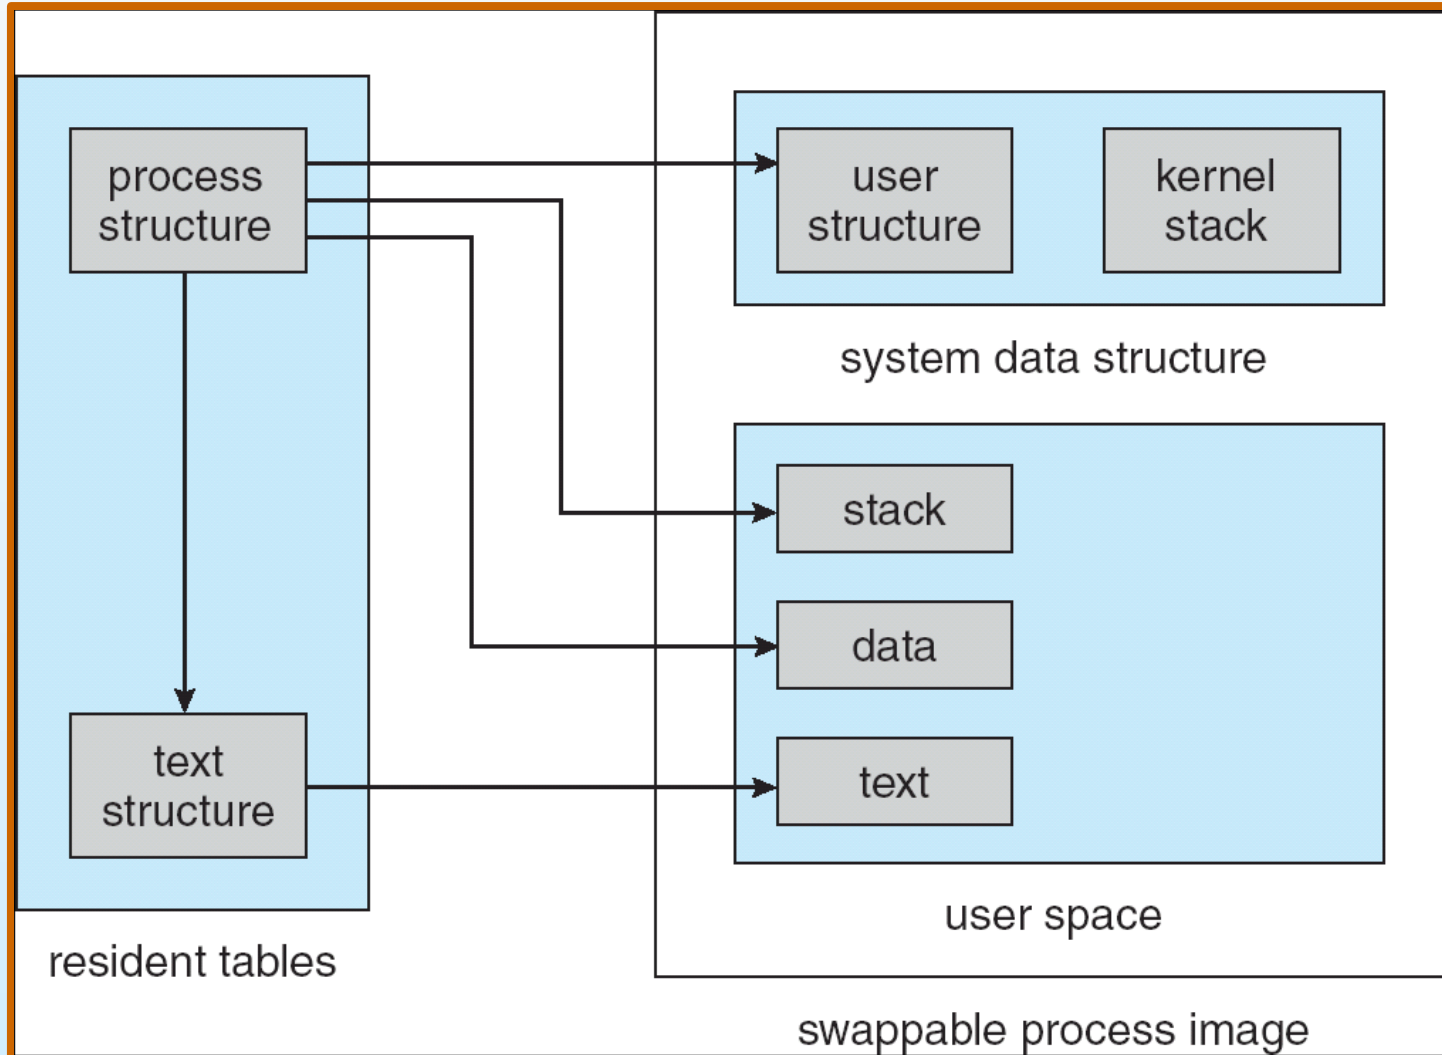 process
structure
user
structure
kernel
stack
system data structure
stack
data
text
structure
text
user space
resident tables
swappable process image